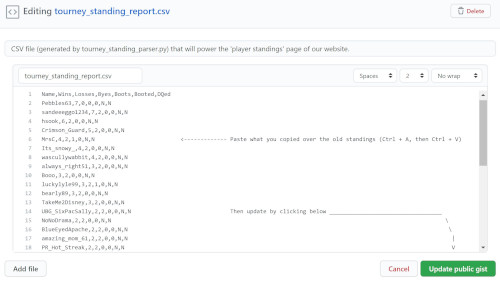 Editing tourney_standing_report.csv
Delete
CSV file (generated by tourney_standing_parser.py) that will power the 'player standings' page of our website.
tourney_standing_report.csv
Spaces
2
No wrap
1 Name,Wins,Losses,Byes,Boots,Booted,DQed
2 Pebbles63,7,0,0,N,N
3 sandeeeggo1234,7,2,0,0,N,N
4 hsook,6,2,0,0,N,N
5 Crimson_Guard,5,2,0,0,N,N
6 MrsC,4,2,1,0,N,N <------------- Paste what you copied over the old standings (Ctrl + A, then Ctrl + V)
7 Its_snowy_,4,2,0,0,N,N
8 wascullywabbit,4,2,0,0,N,N
9 always_right51,3,2,0,0,N,N
10 Booo,3,2,0,0,N,N
11 luckylyie99,3,2,1,0,N,N
12 bearly89,3,2,0,0,N,N
13 TakeMe2Disney,3,2,0,0,N,N
14 UBG_SixPacSally,2,2,0,0,N,N Then update by clicking below ________________________________
15 NoNoDrama,2,2,0,0,N,N \
16 BlueEyedApache,2,2,0,0,N,N \
17 amazing_mom_61,2,2,0,0,N,N |
18 PR_Hot_Streak,2,2,0,0,N,N V
Add file
Cancel
Update public gist